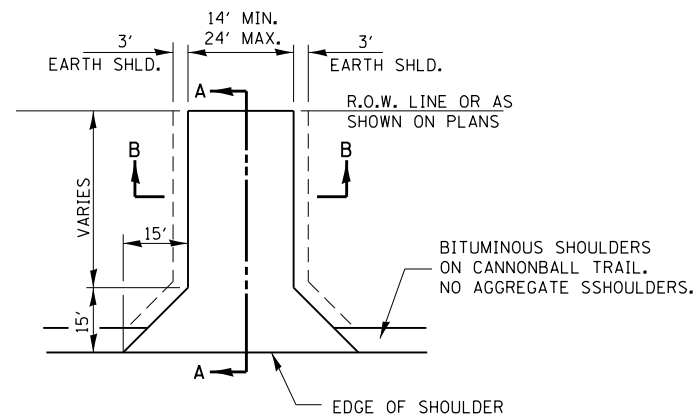 14' MIN.
24' MAX.
3'
EARTH SHLD.
3'
EARTH SHLD.
A
R.O.W. LINE OR AS
SHOWN ON PLANS
B
B
VARIES
15'
BITUMINOUS SHOULDERS
ON CANNONBALL TRAIL.
NO AGGREGATE SSHOULDERS.
15'
A
EDGE OF SHOULDER